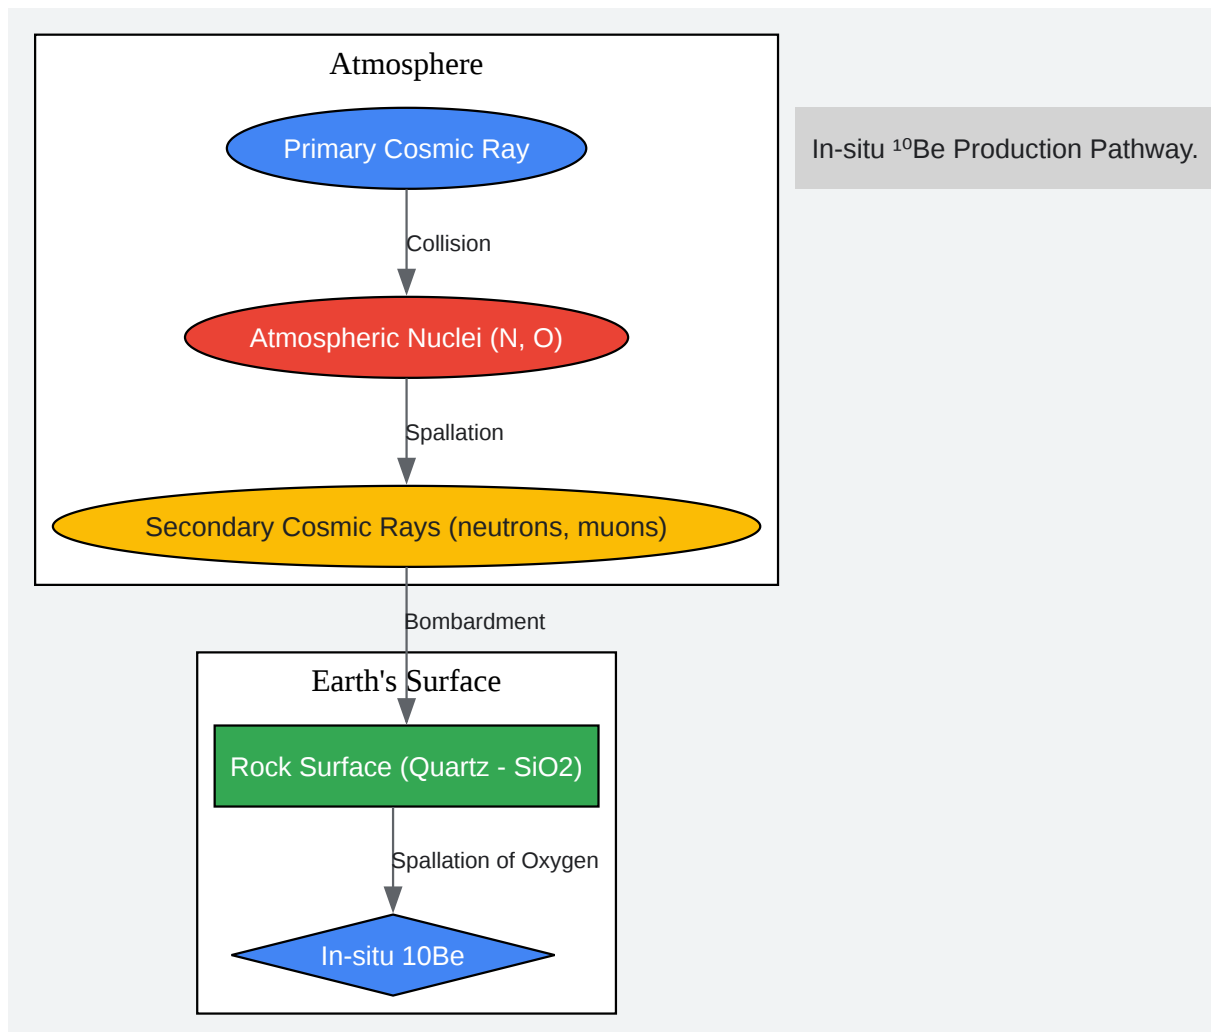 Atmosphere
Primary Cosmic Ray
In-situ ¹⁰Be Production Pathway.
Collision
Atmospheric Nuclei (N, O)
Spallation
Secondary Cosmic Rays (neutrons, muons)
Bombardment
Earth's Surface
Rock Surface (Quartz - SiO2)
Spallation of Oxygen
In-situ 10Be